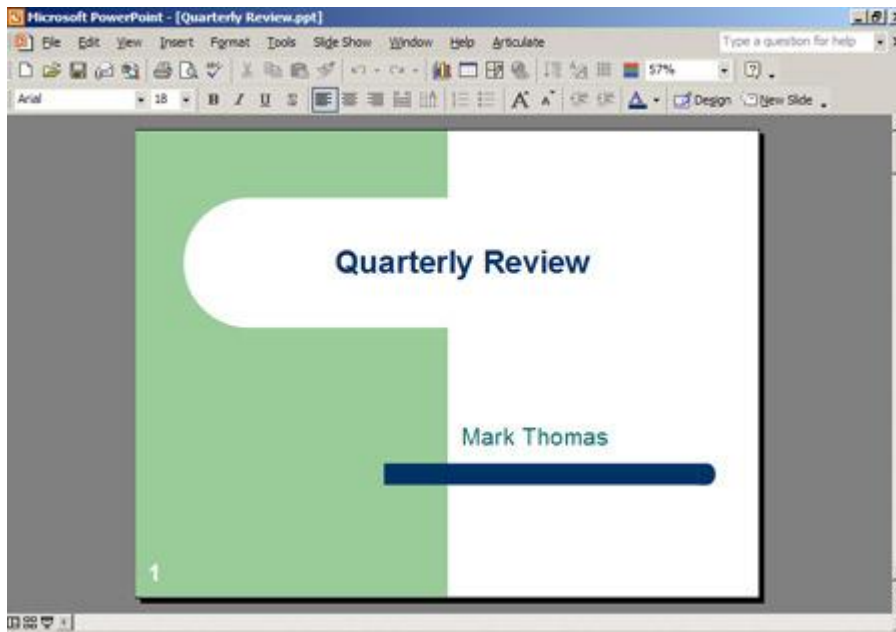 Microsoft PowerPoint - [Quarterly Review.ppt]
File Edit View Insert Format Tools Slide Show Window Help Articulate Type a question for help
57%
Arial 18 B I U S A A A Design New Slide
Quarterly Review
Mark Thomas
1